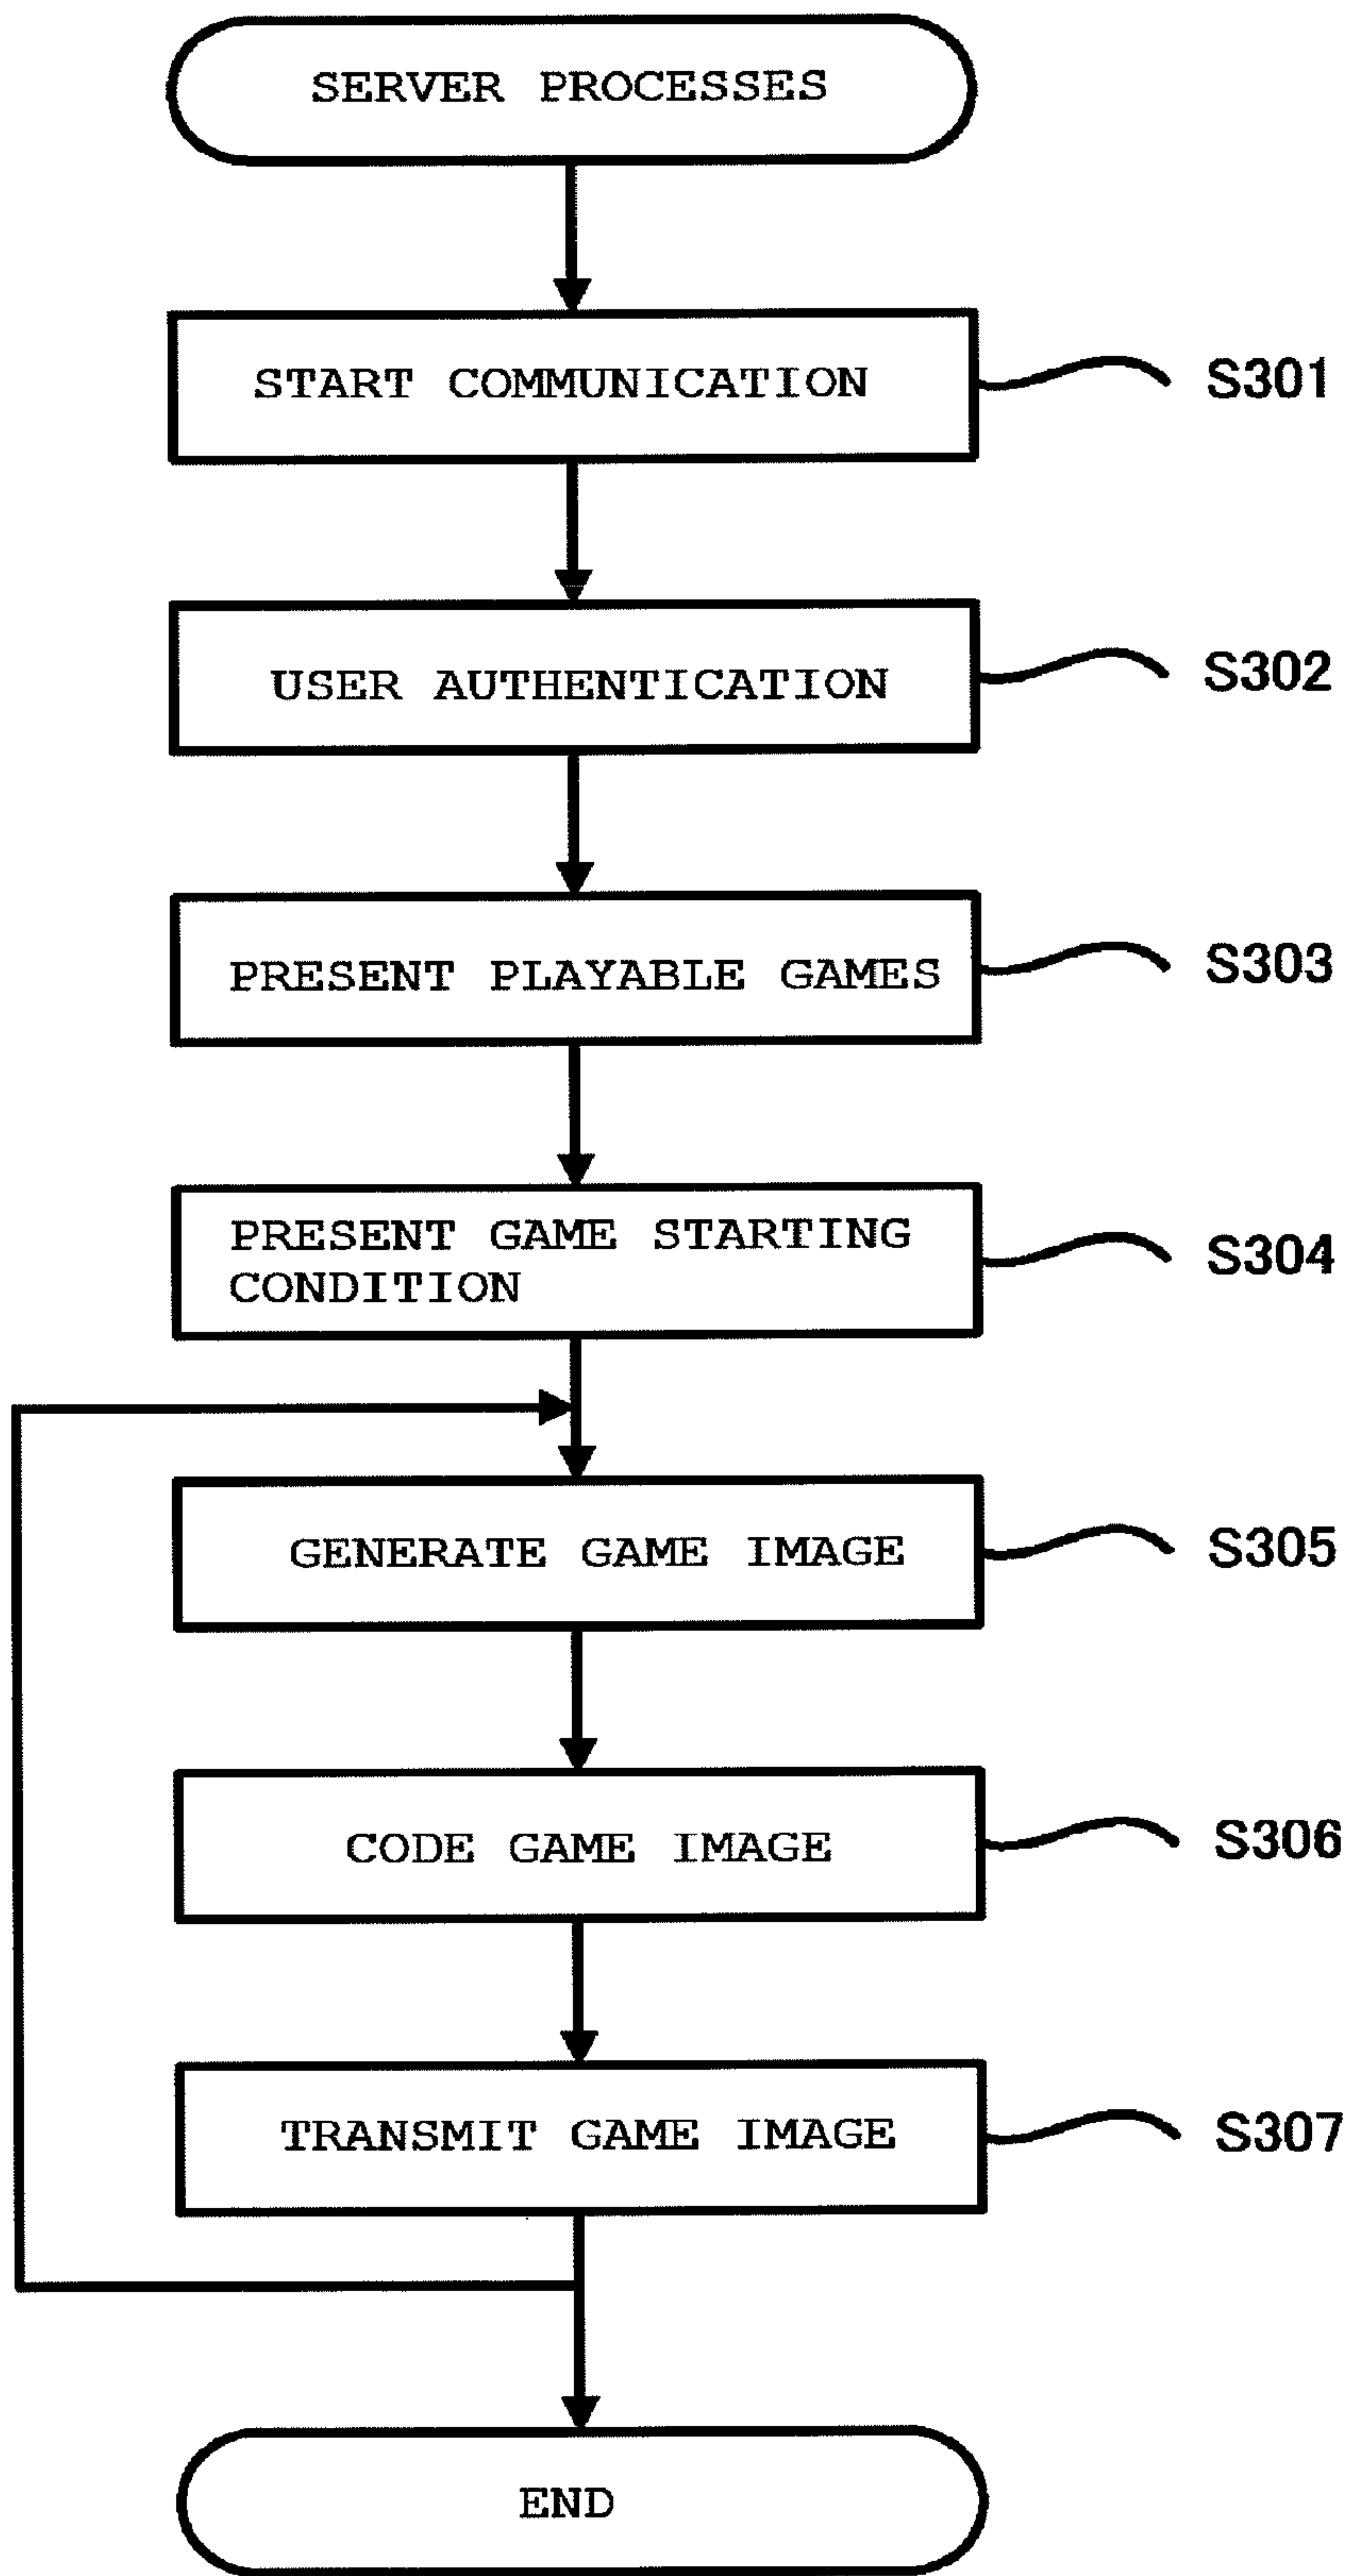 SERVER PROCESSES
START COMMUNICATION
S301
USER AUTHENTICATION
S302
PRESENT PLAYABLE GAMES
S303
PRESENT GAME STARTING
CONDITION
S304
GENERATE GAME IMAGE
S305
CODE GAME IMAGE
S306
TRANSMIT GAME IMAGE
S307
END